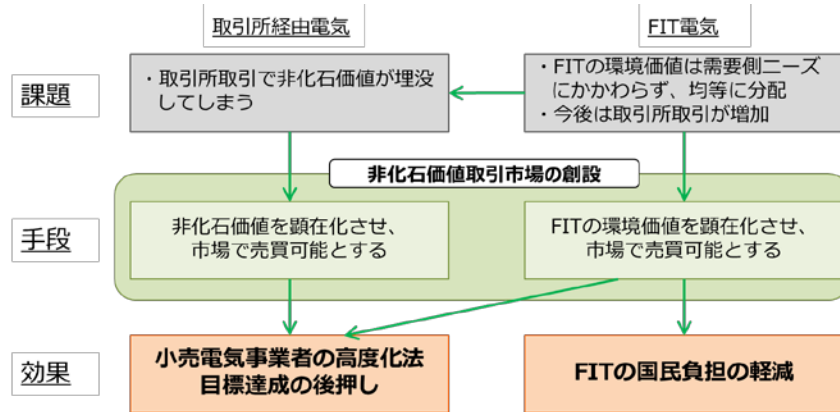 取引所経由電気
FIT電気
課題
・取引所取引で非化石価値が埋没
してしまう
・FITの環境価値は需要側ニーズ
にかかわらず、均等に分配
・今後は取引所取引が増加
非化石価値取引市場の創設
手段
非化石価値を顕在化させ、
市場で売買可能とする
FITの環境価値を顕在化させ、
市場で売買可能とする
効果
小売電気事業者の高度化法
目標達成の後押し
FITの国民負担の軽減